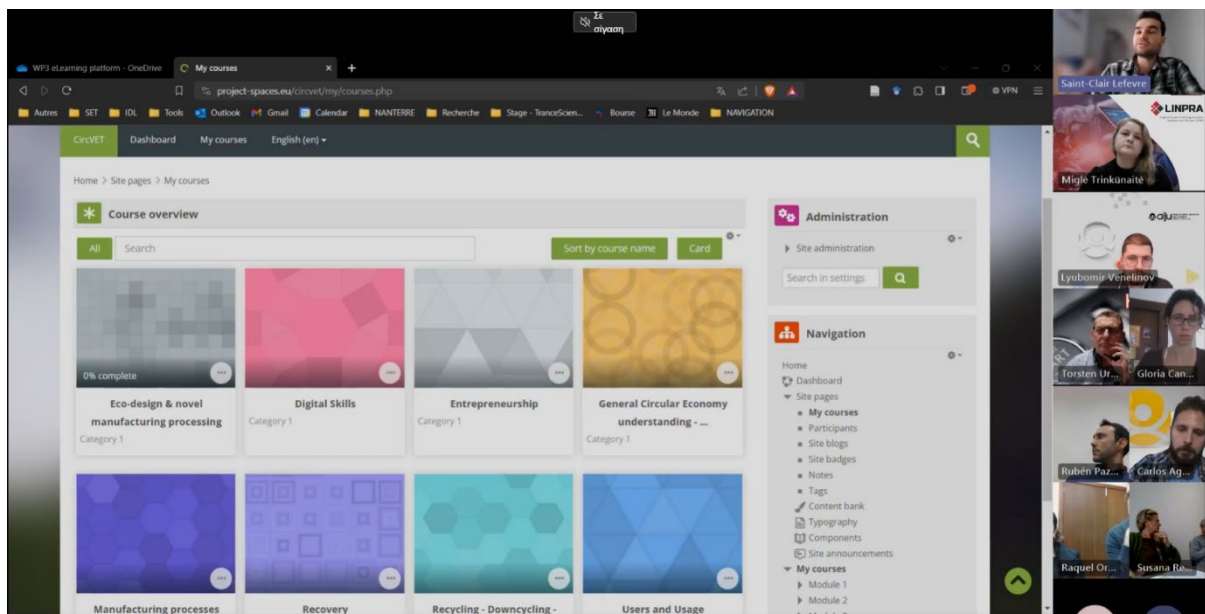 Σε
σίγαση
WP3 eLearning platform - OneDrive
My courses
project-spaces.eu/circvet/my/courses.php
VPN
Autres
SET
IDL
Tools
Outlook
Gmail
Calendar
NANTERRE
Recherche
Stage - TranceScien...
Bourse
Le Monde
NAVIGATION
CircVET
Dashboard
My courses
English (en)
Home > Site pages > My courses
Course overview
All
Search
Sort by course name
Card
0% complete
Eco-design & novel
manufacturing processing
Category 1
Digital Skills
Category 1
Entrepreneurship
Category 1
General Circular Economy
understanding - ...
Category 1
Manufacturing processes
Recovery
Recycling - Downcycling -
Users and Usage
Administration
Site administration
Search in settings
Navigation
Home
Dashboard
Site pages
My courses
Participants
Site blogs
Site badges
Notes
Tags
Content bank
Typography
Components
Site announcements
My courses
Module 1
Module 2
Saint-Clair Lefevre
LINPRA
Miglė Trinkūnaitė
aiju
Lyubomir Venelinov
Torsten Ur...
Gloria Can...
Rubén Paz...
Carlos Ag...
Raquel Or...
Susana Re...